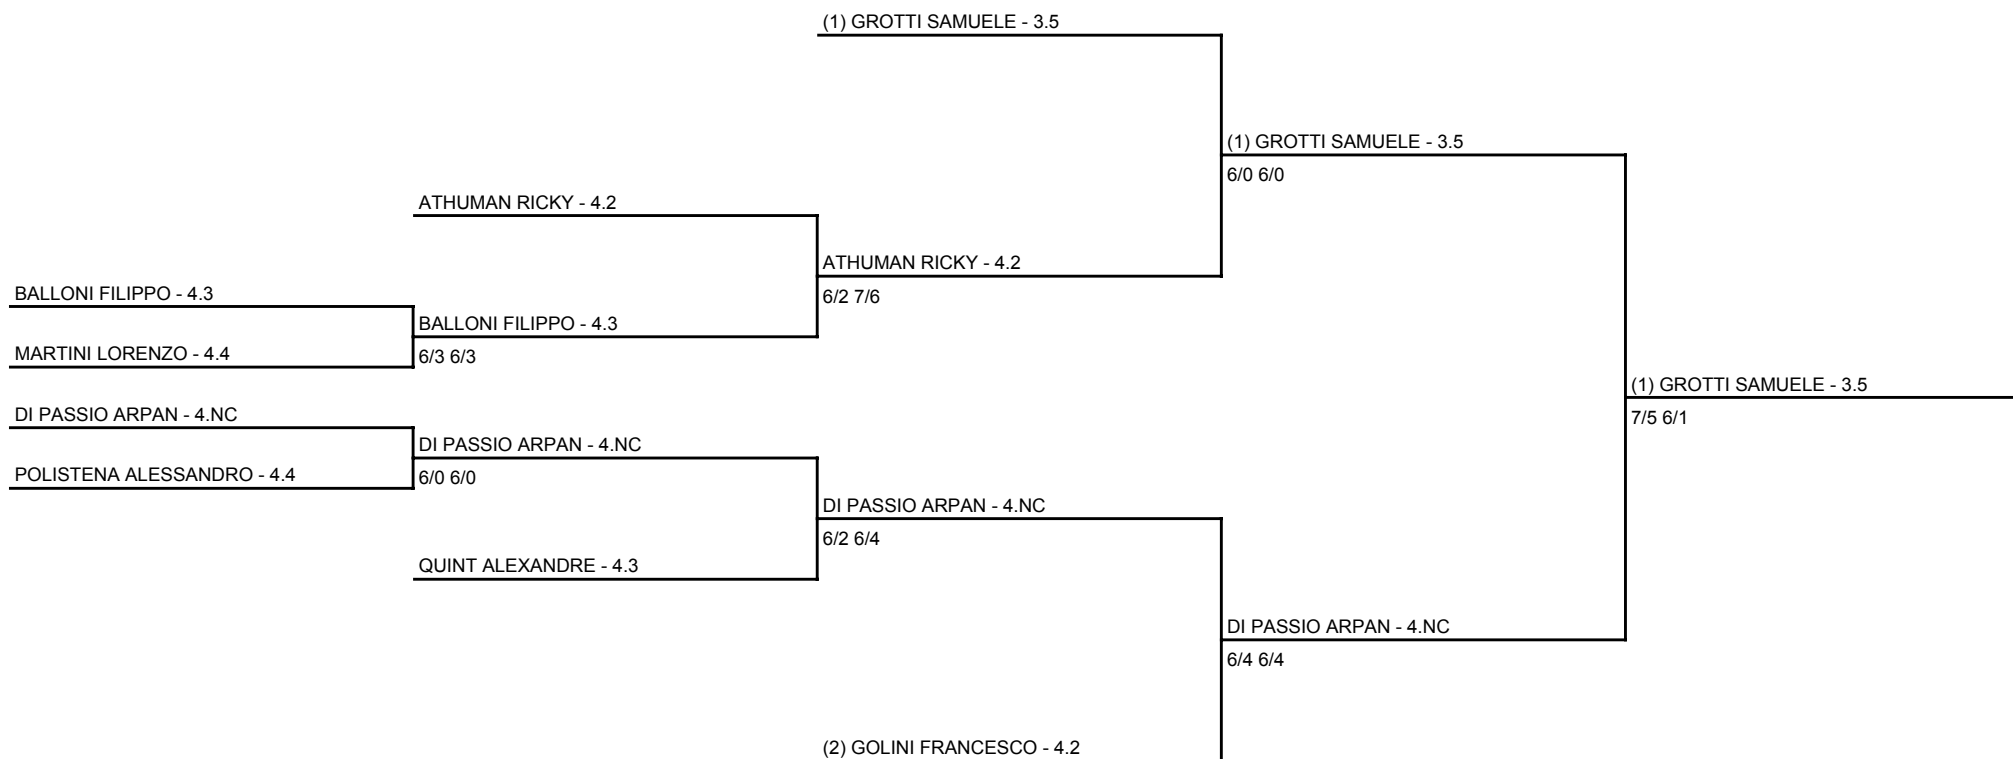 (1) GROTTI SAMUELE - 3.5
(1) GROTTI SAMUELE - 3.5
6/0 6/0
ATHUMAN RICKY - 4.2
ATHUMAN RICKY - 4.2
6/2 7/6
BALLONI FILIPPO - 4.3
BALLONI FILIPPO - 4.3
MARTINI LORENZO - 4.4
6/3 6/3
(1) GROTTI SAMUELE - 3.5
7/5 6/1
DI PASSIO ARPAN - 4.NC
DI PASSIO ARPAN - 4.NC
POLISTENA ALESSANDRO - 4.4
6/0 6/0
DI PASSIO ARPAN - 4.NC
6/2 6/4
QUINT ALEXANDRE - 4.3
DI PASSIO ARPAN - 4.NC
6/4 6/4
(2) GOLINI FRANCESCO - 4.2